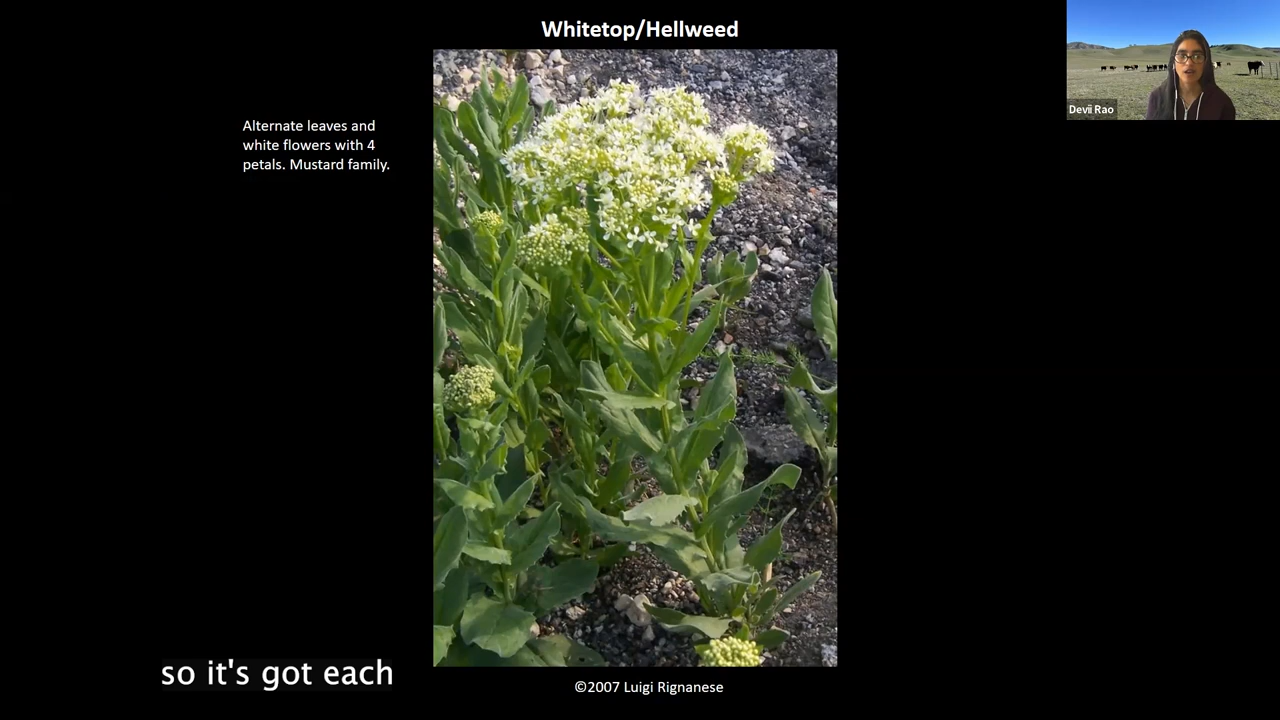 Whitetop/Hellweed
Alternate leaves and
white flowers with 4
petals. Mustard family.
Devii Rao
so it's got each
©2007 Luigi Rignanese